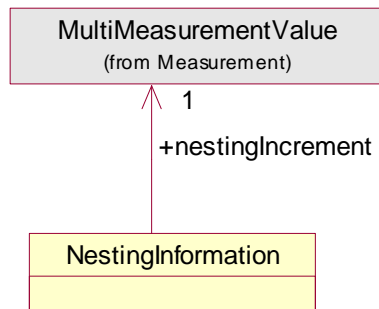 MultiMeasurementValue
(from Measurement)
1
+nestingIncrement
NestingInformation